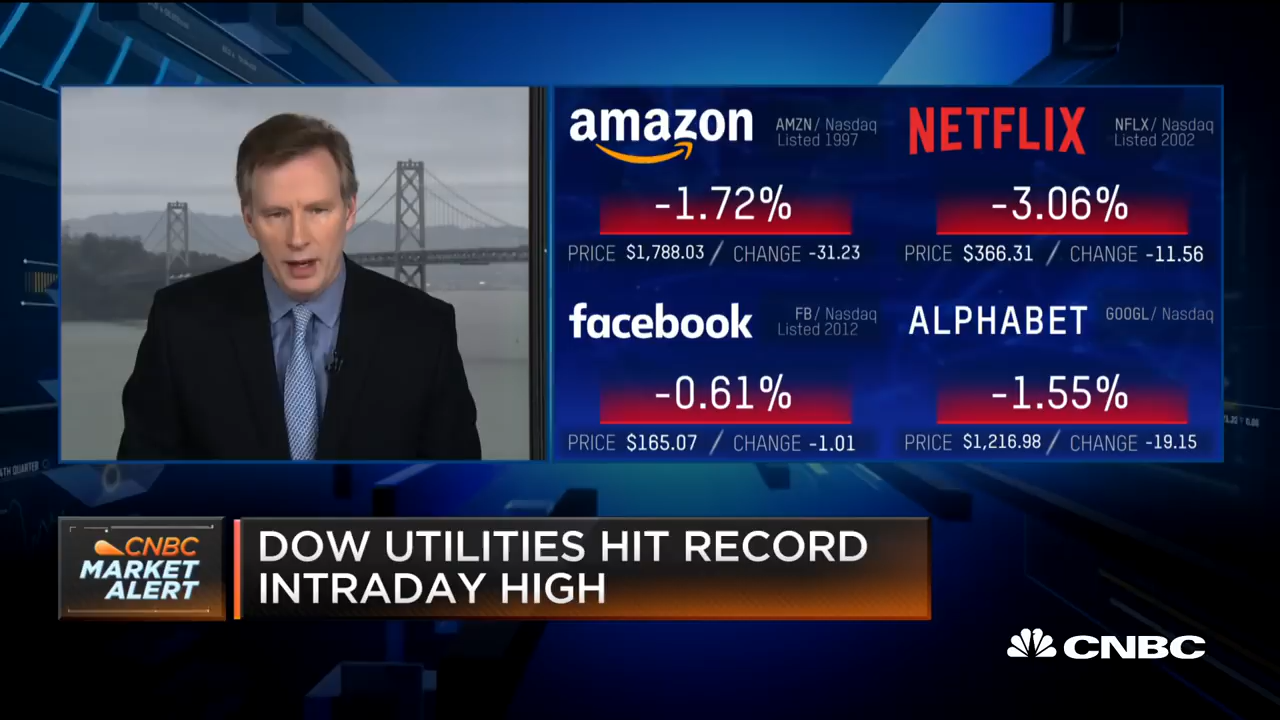 amazon
AMZN/ Nasdaq
Listed 1997
-1.72%
PRICE $1,788.03 / CHANGE -31.23
NETFLIX
NFLX/ Nasdaq
Listed 2002
-3.06%
PRICE $366.31 / CHANGE -11.56
facebook
FB/ Nasdaq
Listed 2012
-0.61%
PRICE $165.07 / CHANGE -1.01
ALPHABET
GOOGL/ Nasdaq
-1.55%
PRICE $1,216.98 / CHANGE -19.15
4TH QUARTER
CNBC
MARKET
ALERT
DOW UTILITIES HIT RECORD
INTRADAY HIGH
CNBC